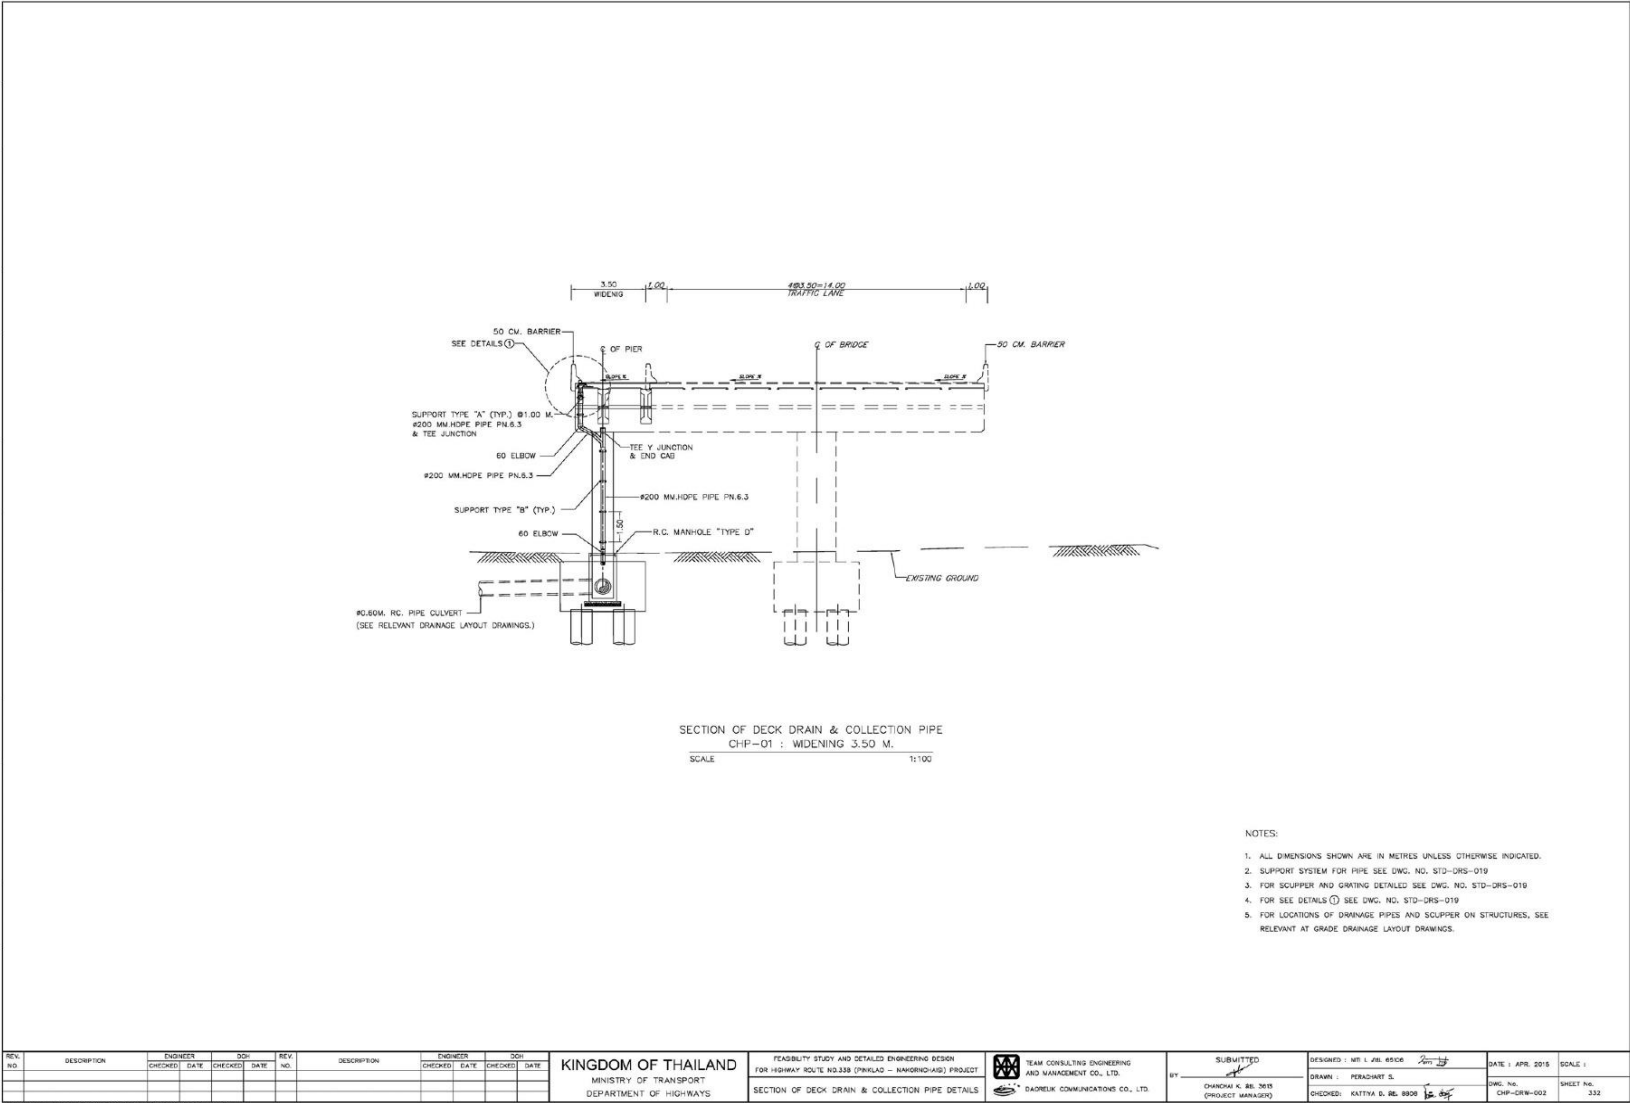 3.50
WIDENIG
1.00
4@3.50=14.00
TRAFFIC LANE
1.00
50 CM. BARRIER
SEE DETAILS 1
℄ OF PIER
℄ OF BRIDGE
50 CM. BARRIER
SLOPE %
SLOPE %
SLOPE %
SUPPORT TYPE "A" (TYP.) @1.00 M.
ø200 MM.HDPE PIPE PN.6.3
& TEE JUNCTION
60 ELBOW
TEE Y JUNCTION
& END CAB
ø200 MM.HDPE PIPE PN.6.3
ø200 MM.HDPE PIPE PN.6.3
SUPPORT TYPE "B" (TYP.)
1.50
60 ELBOW
R.C. MANHOLE "TYPE D"
EXISTING GROUND
ø0.60M. RC. PIPE CULVERT
(SEE RELEVANT DRAINAGE LAYOUT DRAWINGS.)
SECTION OF DECK DRAIN & COLLECTION PIPE
CHP-01 : WIDENING 3.50 M.
SCALE 1:100
NOTES:
1. ALL DIMENSIONS SHOWN ARE IN METRES UNLESS OTHERWISE INDICATED.
2. SUPPORT SYSTEM FOR PIPE SEE DWG. NO. STD-DRS-019
3. FOR SCUPPER AND GRATING DETAILED SEE DWG. NO. STD-DRS-019
4. FOR SEE DETAILS 1 SEE DWG. NO. STD-DRS-019
5. FOR LOCATIONS OF DRAINAGE PIPES AND SCUPPER ON STRUCTURES, SEE
RELEVANT AT GRADE DRAINAGE LAYOUT DRAWINGS.
REV. NO. DESCRIPTION ENGINEER DOH REV. NO. DESCRIPTION ENGINEER DOH
CHECKED DATE CHECKED DATE CHECKED DATE CHECKED DATE
KINGDOM OF THAILAND
MINISTRY OF TRANSPORT
DEPARTMENT OF HIGHWAYS
FEASIBILITY STUDY AND DETAILED ENGINEERING DESIGN
FOR HIGHWAY ROUTE NO.338 (PINKLAO - NAKORNCHAISI) PROJECT
SECTION OF DECK DRAIN & COLLECTION PIPE DETAILS
TEAM CONSULTING ENGINEERING
AND MANAGEMENT CO., LTD.
DAOREUK COMMUNICATIONS CO., LTD.
SUBMITTED
BY
CHANCHAI K. 3615
(PROJECT MANAGER)
DESIGNED : NITI L. 65106
DRAWN : PERACHART S.
CHECKED: KATTIYA D.
DATE : APR. 2015
SCALE :
DWG. No.
CHP-DRW-002
SHEET No.
332